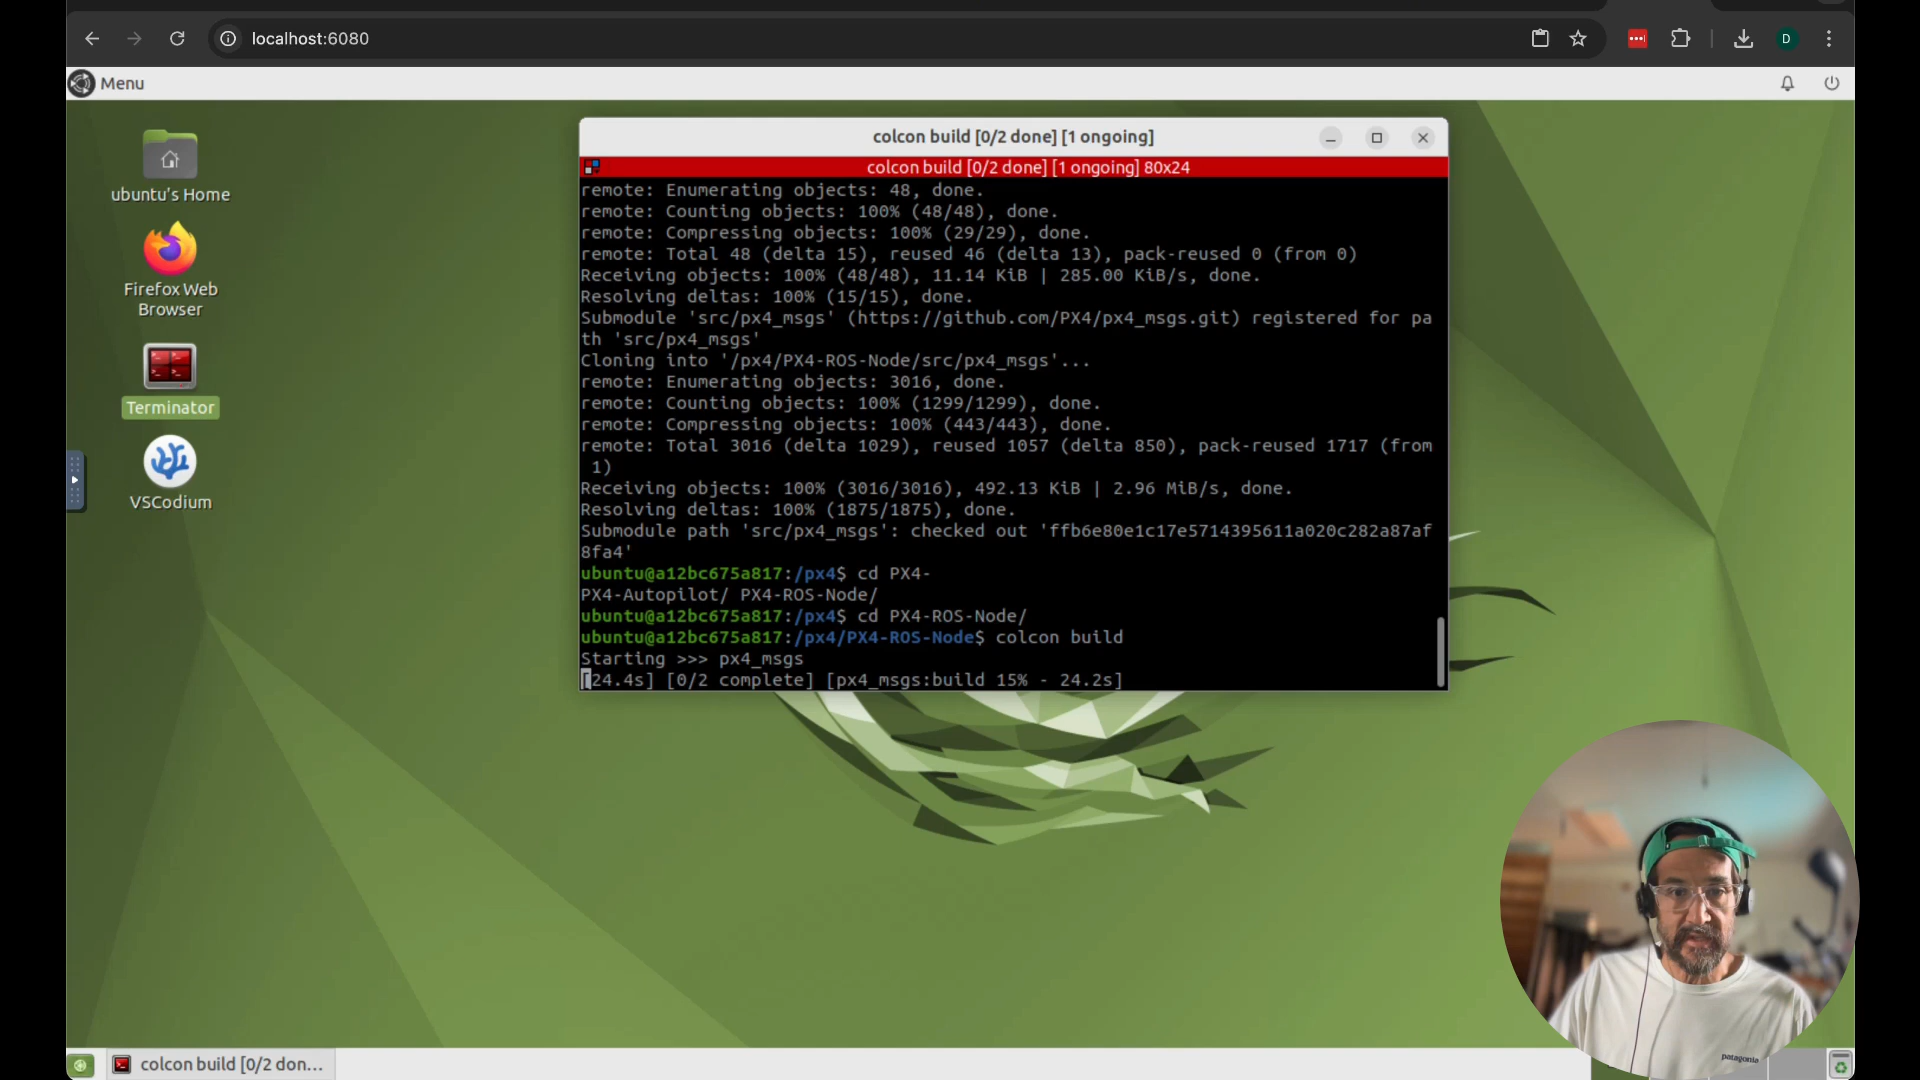 localhost:6080
D
Menu
ubuntu's Home
Firefox Web
Browser
Terminator
VSCodium
colcon build [0/2 done] [1 ongoing]
colcon build [0/2 done] [1 ongoing] 80x24
remote: Enumerating objects: 48, done.
remote: Counting objects: 100% (48/48), done.
remote: Compressing objects: 100% (29/29), done.
remote: Total 48 (delta 15), reused 46 (delta 13), pack-reused 0 (from 0)
Receiving objects: 100% (48/48), 11.14 KiB | 285.00 KiB/s, done.
Resolving deltas: 100% (15/15), done.
Submodule 'src/px4_msgs' (https://github.com/PX4/px4_msgs.git) registered for pa
th 'src/px4_msgs'
Cloning into '/px4/PX4-ROS-Node/src/px4_msgs'...
remote: Enumerating objects: 3016, done.
remote: Counting objects: 100% (1299/1299), done.
remote: Compressing objects: 100% (443/443), done.
remote: Total 3016 (delta 1029), reused 1057 (delta 850), pack-reused 1717 (from
1)
Receiving objects: 100% (3016/3016), 492.13 KiB | 2.96 MiB/s, done.
Resolving deltas: 100% (1875/1875), done.
Submodule path 'src/px4_msgs': checked out 'ffb6e80e1c17e5714395611a020c282a87af
8fa4'
ubuntu@a12bc675a817:/px4$ cd PX4-
PX4-Autopilot/ PX4-ROS-Node/
ubuntu@a12bc675a817:/px4$ cd PX4-ROS-Node/
ubuntu@a12bc675a817:/px4/PX4-ROS-Node$ colcon build
Starting >>> px4_msgs
[24.4s] [0/2 complete] [px4_msgs:build 15% - 24.2s]
patagonia
colcon build [0/2 don...